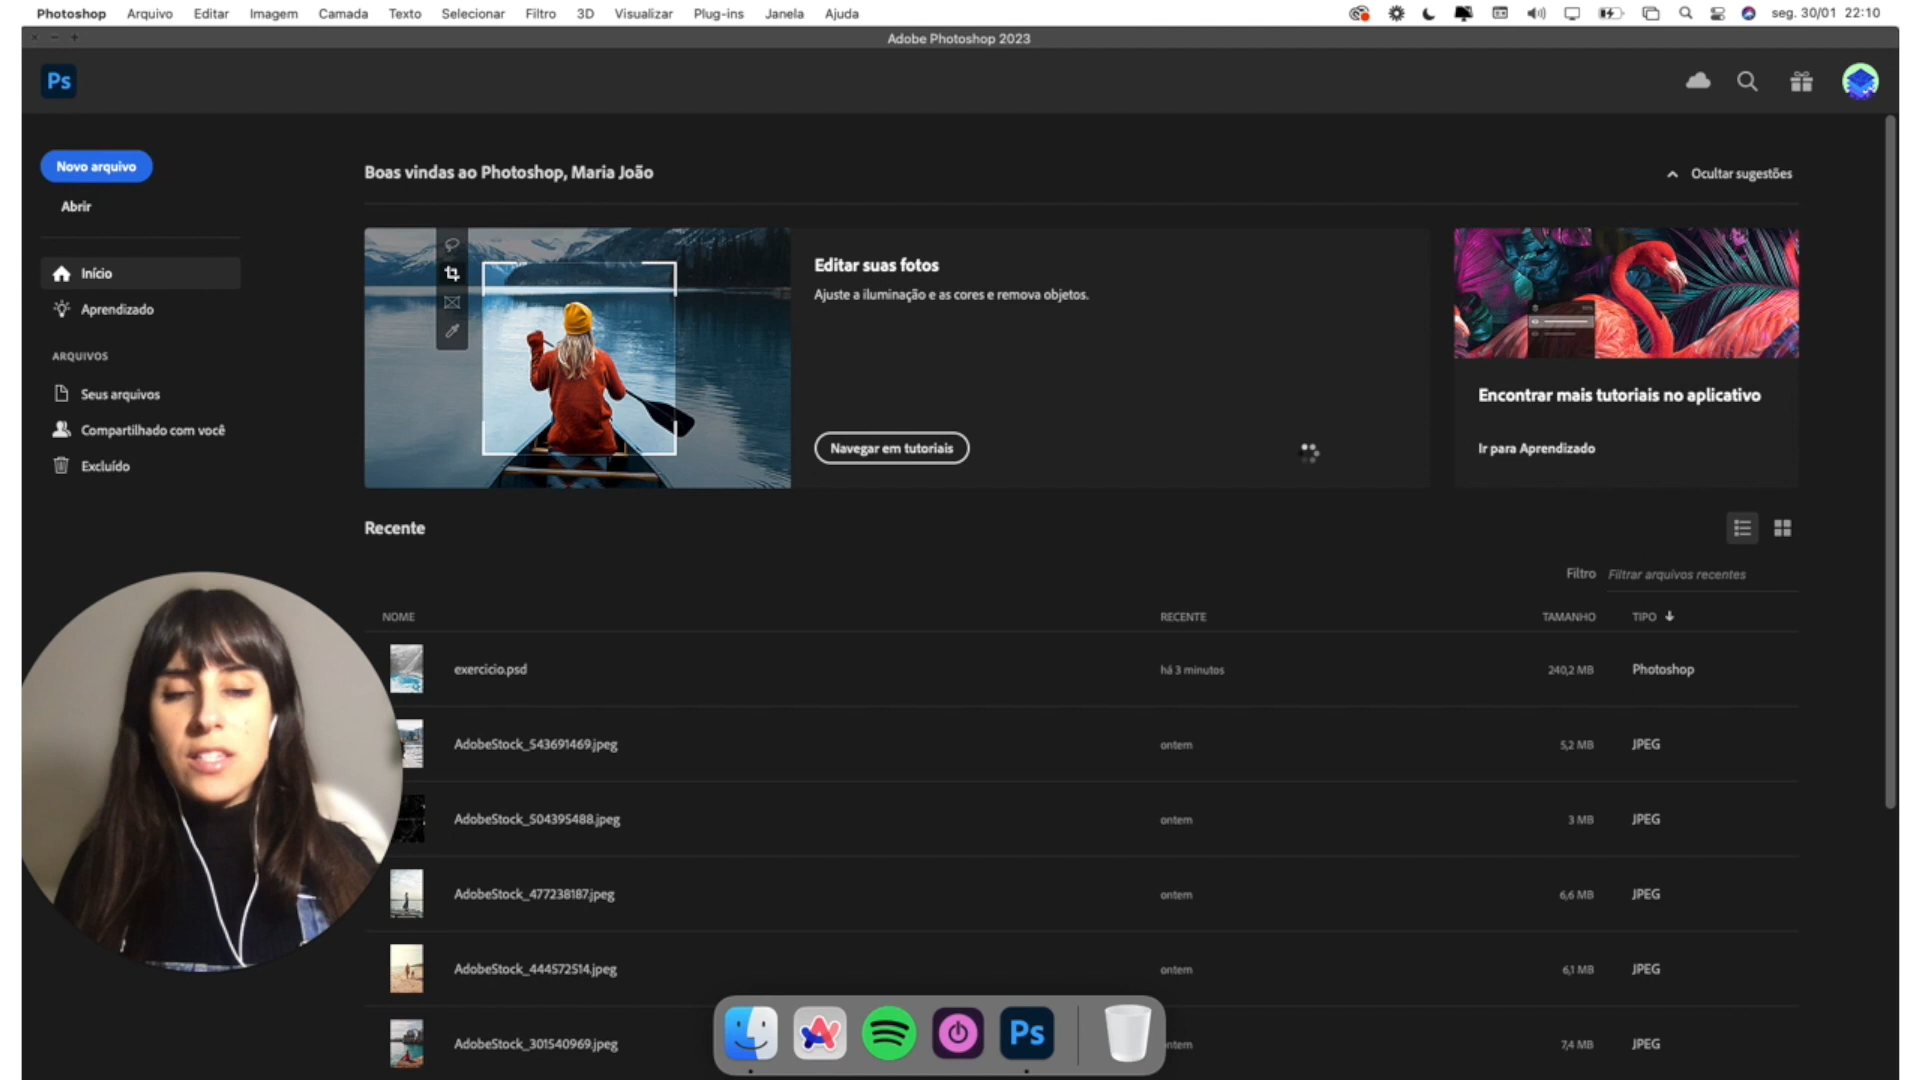 Photoshop Arquivo Editar Imagem Camada Texto Selecionar Filtro 3D Visualizar Plug-ins Janela Ajuda seg. 30/01 22:10
Adobe Photoshop 2023
Ps
Novo arquivo
Abrir
Início
Aprendizado
ARQUIVOS
Seus arquivos
Compartilhado com você
Excluído
Boas vindas ao Photoshop, Maria João
Ocultar sugestões
Editar suas fotos
Ajuste a iluminação e as cores e remova objetos.
Navegar em tutoriais
Encontrar mais tutoriais no aplicativo
Ir para Aprendizado
Recente
Filtro Filtrar arquivos recentes
NOME RECENTE TAMANHO TIPO
exercicio.psd há 3 minutos 240,2 MB Photoshop
AdobeStock_543691469.jpeg ontem 5,2 MB JPEG
AdobeStock_504395488.jpeg ontem 3 MB JPEG
AdobeStock_477238187.jpeg ontem 6,6 MB JPEG
AdobeStock_444572514.jpeg ontem 6,1 MB JPEG
AdobeStock_301540969.jpeg ntem 7,4 MB JPEG
Ps